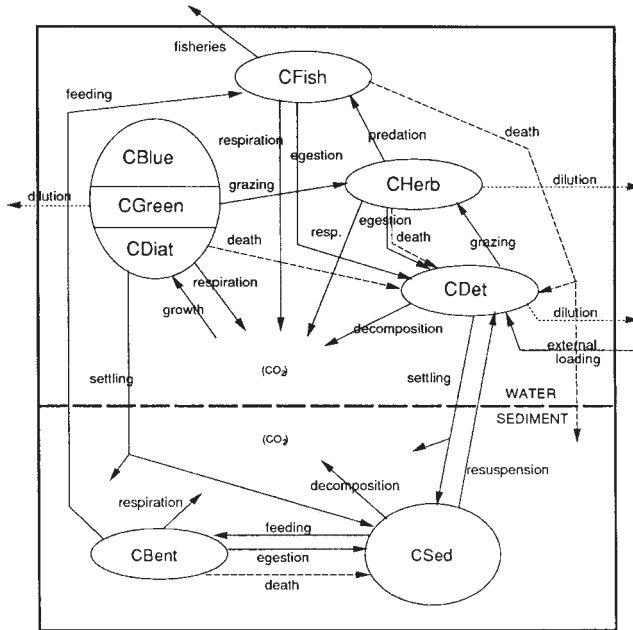 fisheries
CFish
feeding
death
respiration
predation
egestion
CBlue
CHerb
grazing
dilution
dilution
CGreen
egestion
resp.
death
grazing
CDiat
death
respiration
CDet
growth
dilution
decomposition
external
loading
(CO₂)
settling
settling
WATER
SEDIMENT
(CO₂)
resuspension
decomposition
respiration
feeding
CBent
CSed
egestion
death